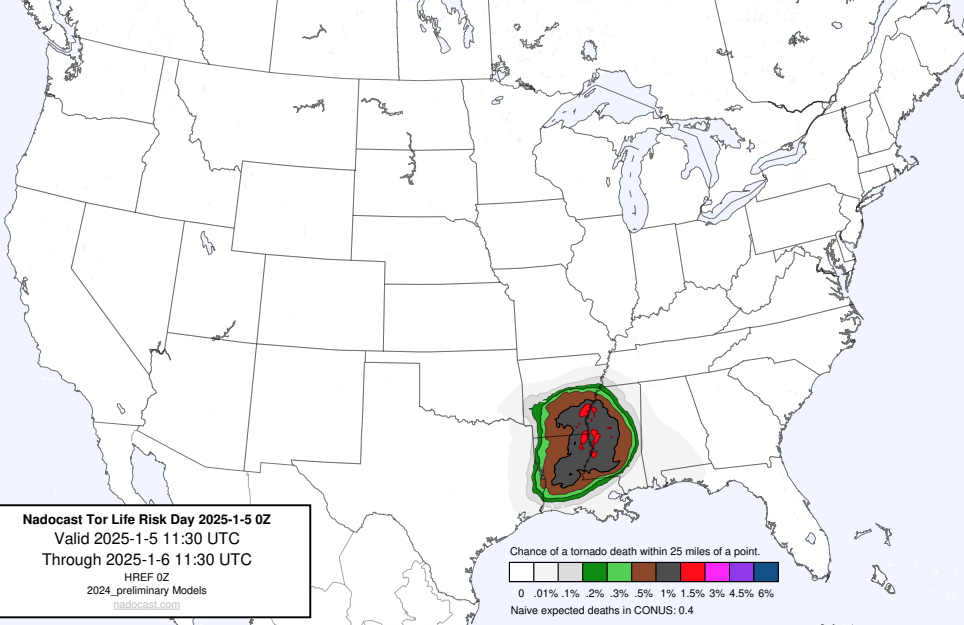 Nadocast Tor Life Risk Day 2025-1-5 0Z
Valid 2025-1-5 11:30 UTC
Through 2025-1-6 11:30 UTC
HREF 0Z
2024_preliminary Models
nadocast.com
Chance of a tornado death within 25 miles of a point.
0 .01% .1% .2% .3% .5% 1% 1.5% 3% 4.5% 6%
Naive expected deaths in CONUS: 0.4